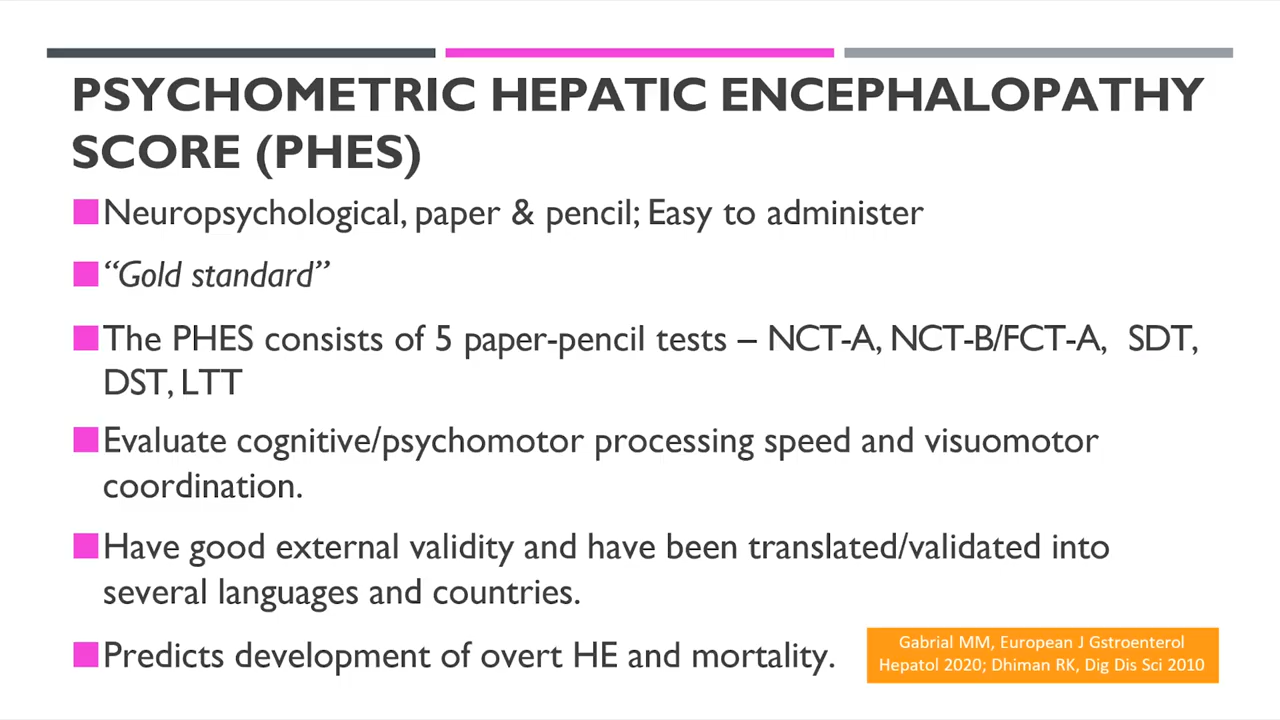 PSYCHOMETRIC HEPATIC ENCEPHALOPATHY
SCORE (PHES)
Neuropsychological, paper & pencil; Easy to administer
“Gold standard”
The PHES consists of 5 paper-pencil tests – NCT-A, NCT-B/FCT-A, SDT,
DST, LTT
Evaluate cognitive/psychomotor processing speed and visuomotor
coordination.
Have good external validity and have been translated/validated into
several languages and countries.
Predicts development of overt HE and mortality.
Gabrial MM, European J Gstroenterol
Hepatol 2020; Dhiman RK, Dig Dis Sci 2010